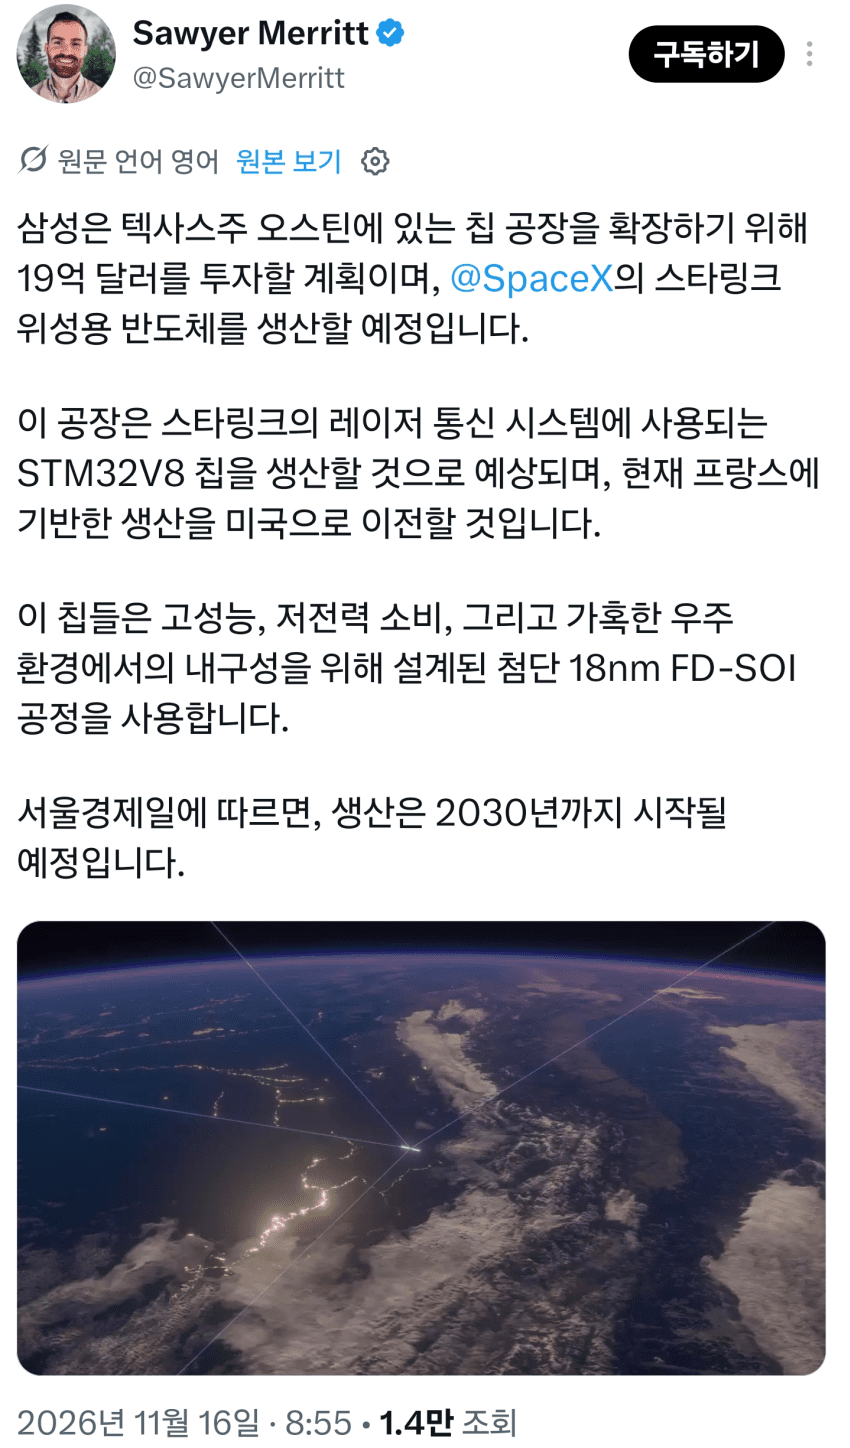 Sawyer Merritt
@SawyerMerritt
구독하기
원문 언어 영어 원본 보기
삼성은 텍사스주 오스틴에 있는 칩 공장을 확장하기 위해
19억 달러를 투자할 계획이며, @SpaceX의 스타링크
위성용 반도체를 생산할 예정입니다.
이 공장은 스타링크의 레이저 통신 시스템에 사용되는
STM32V8 칩을 생산할 것으로 예상되며, 현재 프랑스에
기반한 생산을 미국으로 이전할 것입니다.
이 칩들은 고성능, 저전력 소비, 그리고 가혹한 우주
환경에서의 내구성을 위해 설계된 첨단 18nm FD-SOI
공정을 사용합니다.
서울경제일에 따르면, 생산은 2030년까지 시작될
예정입니다.
2026년 11월 16일 · 8:55 • 1.4만 조회